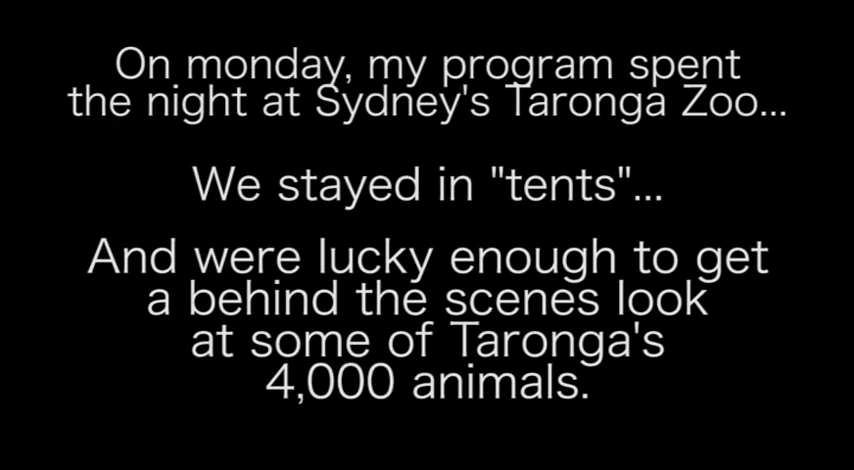 On monday, my program spent
the night at Sydney's Taronga Zoo...
We stayed in "tents"...
And were lucky enough to get
a behind the scenes look
at some of Taronga's
4,000 animals.